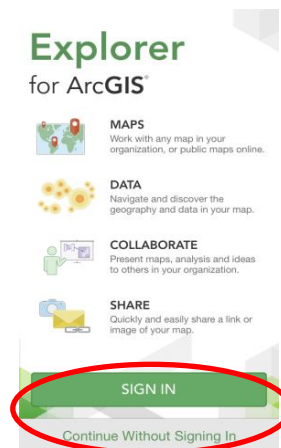 Explorer
for ArcGIS®
MAPS
Work with any map in your
organization, or public maps online.
DATA
Navigate and discover the
geography and data in your map.
COLLABORATE
Present maps, analysis and ideas
to others in your organization.
SHARE
Quickly and easily share a link or
image of your map.
SIGN IN
Continue Without Signing In